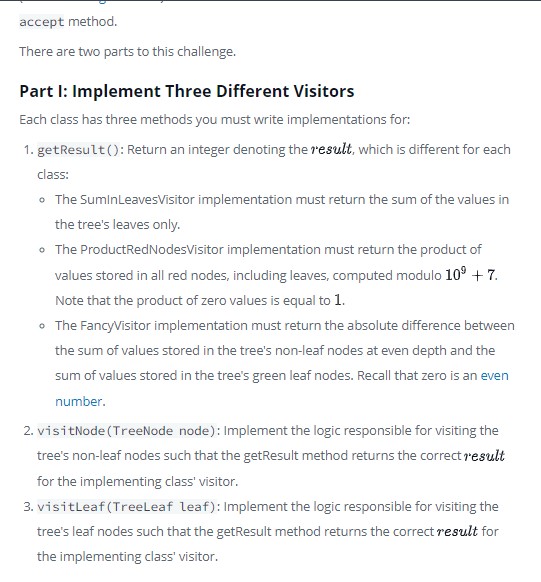 accept method.
There are two parts to this challenge.
Part I: Implement Three Different Visitors
Each class has three methods you must write implementations for:
1. getResult(): Return an integer denoting the result, which is different for each
class:
The SumInLeavesVisitor implementation must return the sum of the values in
the tree's leaves only.
The ProductRedNodesVisitor implementation must return the product of
values stored in all red nodes, including leaves, computed modulo 10⁹ + 7.
Note that the product of zero values is equal to 1.
The FancyVisitor implementation must return the absolute difference between
the sum of values stored in the tree's non-leaf nodes at even depth and the
sum of values stored in the tree's green leaf nodes. Recall that zero is an even
number.
2. visitNode(TreeNode node): Implement the logic responsible for visiting the
tree's non-leaf nodes such that the getResult method returns the correct result
for the implementing class' visitor.
3. visitLeaf(TreeLeaf leaf): Implement the logic responsible for visiting the
tree's leaf nodes such that the getResult method returns the correct result for
the implementing class' visitor.